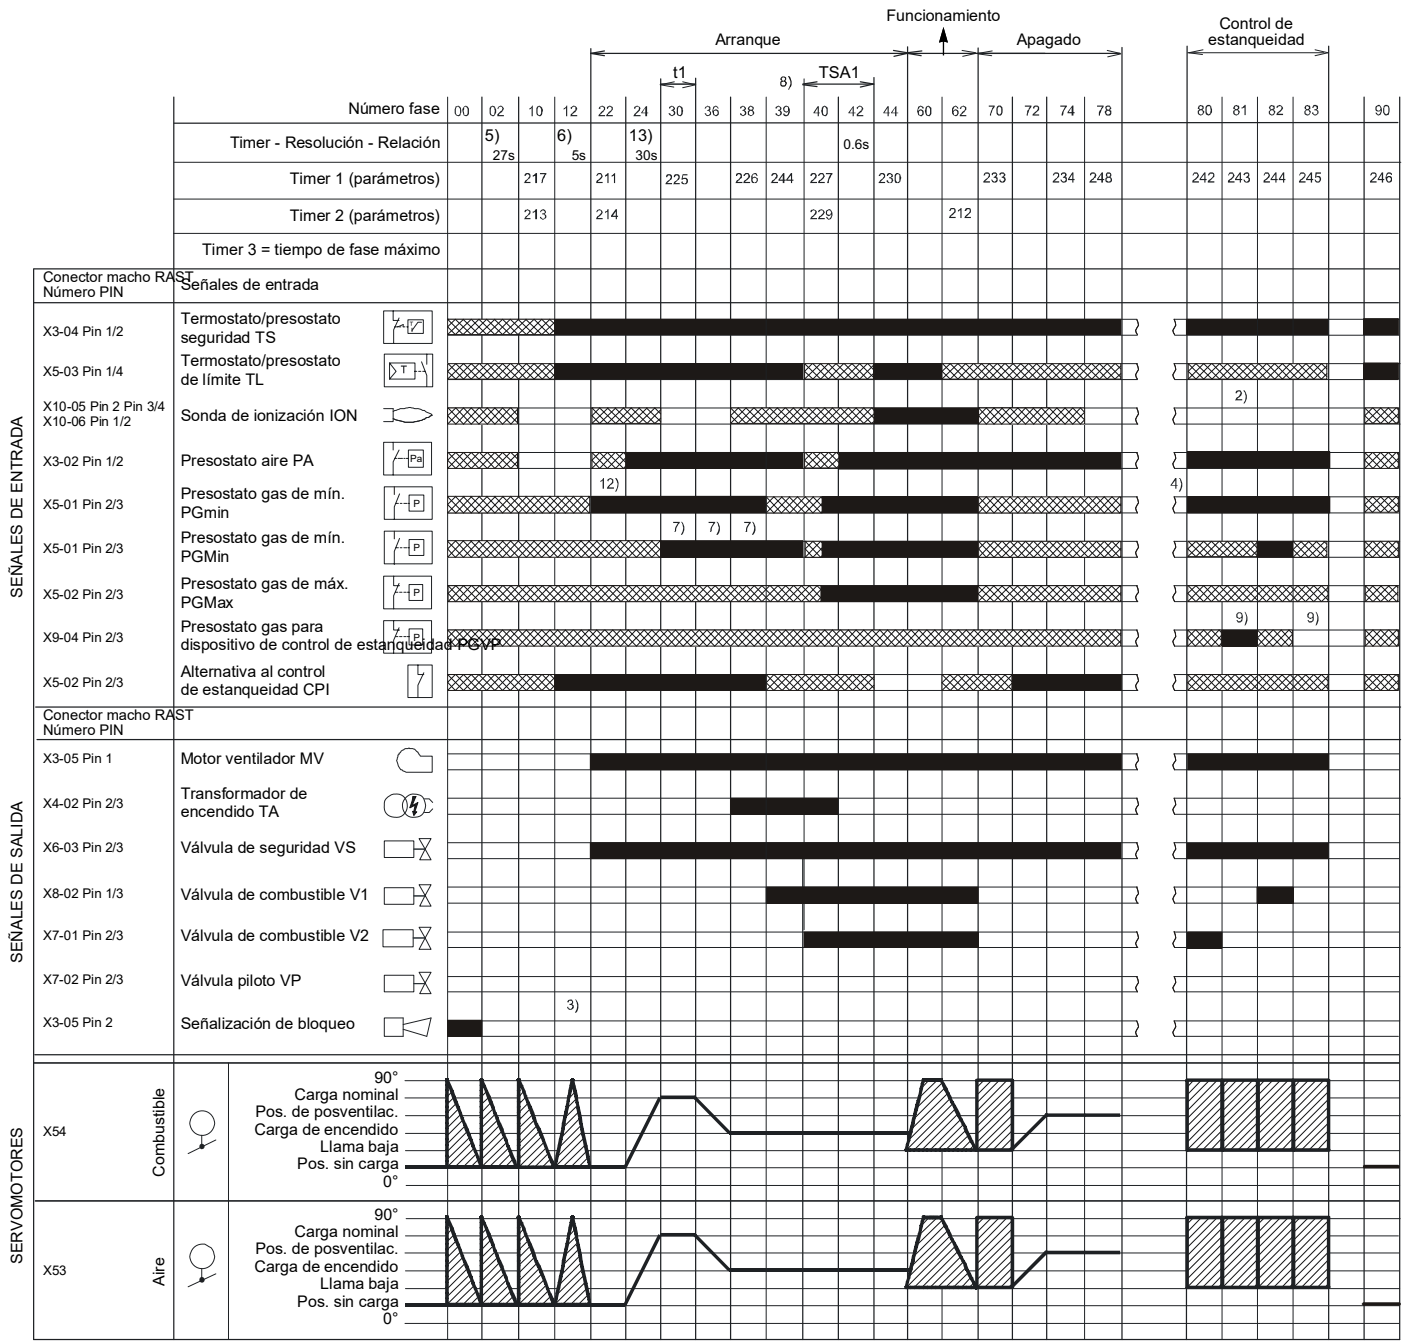 Funcionamiento
Arranque
Apagado
Control de
estanqueidad
t1
8)
TSA1
Número fase 00 02 10 12 22 24 30 36 38 39 40 42 44 60 62 70 72 74 78 80 81 82 83 90
Timer - Resolución - Relación 5) 27s 6) 5s 13) 30s 0.6s
Timer 1 (parámetros) 217 211 225 226 244 227 230 233 234 248 242 243 244 245 246
Timer 2 (parámetros) 213 214 229 212
Timer 3 = tiempo de fase máximo
SEÑALES DE ENTRADA
Conector macho RAST
Número PIN
Señales de entrada
X3-04 Pin 1/2
Termostato/presostato
seguridad TS
X5-03 Pin 1/4
Termostato/presostato
de límite TL
T
2)
X10-05 Pin 2 Pin 3/4
X10-06 Pin 1/2
Sonda de ionización ION
X3-02 Pin 1/2
Presostato aire PA
Pa
12)
4)
X5-01 Pin 2/3
Presostato gas de mín.
PGmin
P
7) 7) 7)
X5-01 Pin 2/3
Presostato gas de mín.
PGMin
P
X5-02 Pin 2/3
Presostato gas de máx.
PGMax
P
9) 9)
X9-04 Pin 2/3
Presostato gas para
dispositivo de control de estanqueidad PGVP
P
X5-02 Pin 2/3
Alternativa al control
de estanqueidad CPI
SEÑALES DE SALIDA
Conector macho RAST
Número PIN
X3-05 Pin 1
Motor ventilador MV
X4-02 Pin 2/3
Transformador de
encendido TA
X6-03 Pin 2/3
Válvula de seguridad VS
X8-02 Pin 1/3
Válvula de combustible V1
X7-01 Pin 2/3
Válvula de combustible V2
X7-02 Pin 2/3
Válvula piloto VP
3)
X3-05 Pin 2
Señalización de bloqueo
SERVOMOTORES
X54
Combustible
90°
Carga nominal
Pos. de posventilac.
Carga de encendido
Llama baja
Pos. sin carga
0°
X53
Aire
90°
Carga nominal
Pos. de posventilac.
Carga de encendido
Llama baja
Pos. sin carga
0°